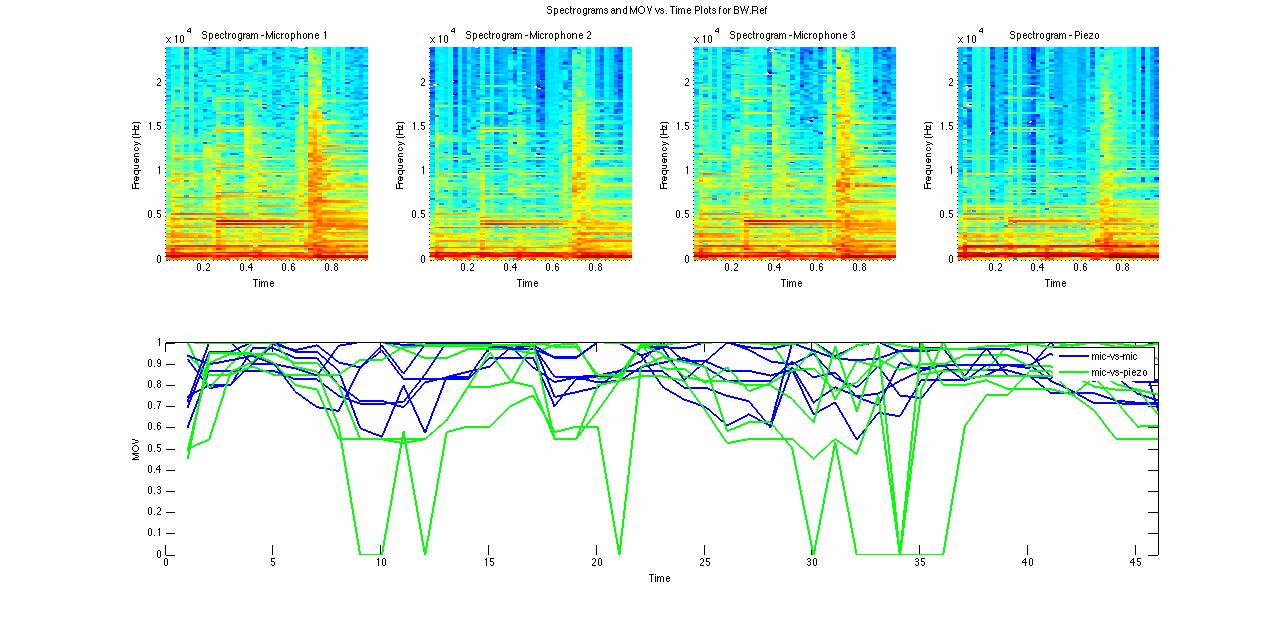 Spectrograms and MOV vs. Time Plots for BW.Ref
x 10^4 Spectrogram - Microphone 1
x 10^4 Spectrogram - Microphone 2
x 10^4 Spectrogram - Microphone 3
x 10^4 Spectrogram - Piezo
Frequency (Hz)
2
1.5
1
0.5
0
0.2 0.4 0.6 0.8
Time
Frequency (Hz)
2
1.5
1
0.5
0
0.2 0.4 0.6 0.8
Time
Frequency (Hz)
2
1.5
1
0.5
0
0.2 0.4 0.6 0.8
Time
Frequency (Hz)
2
1.5
1
0.5
0
0.2 0.4 0.6 0.8
Time
MOV
1
0.9
0.8
0.7
0.6
0.5
0.4
0.3
0.2
0.1
0
mic-vs-mic
mic-vs-piezo
0 5 10 15 20 25 30 35 40 45
Time